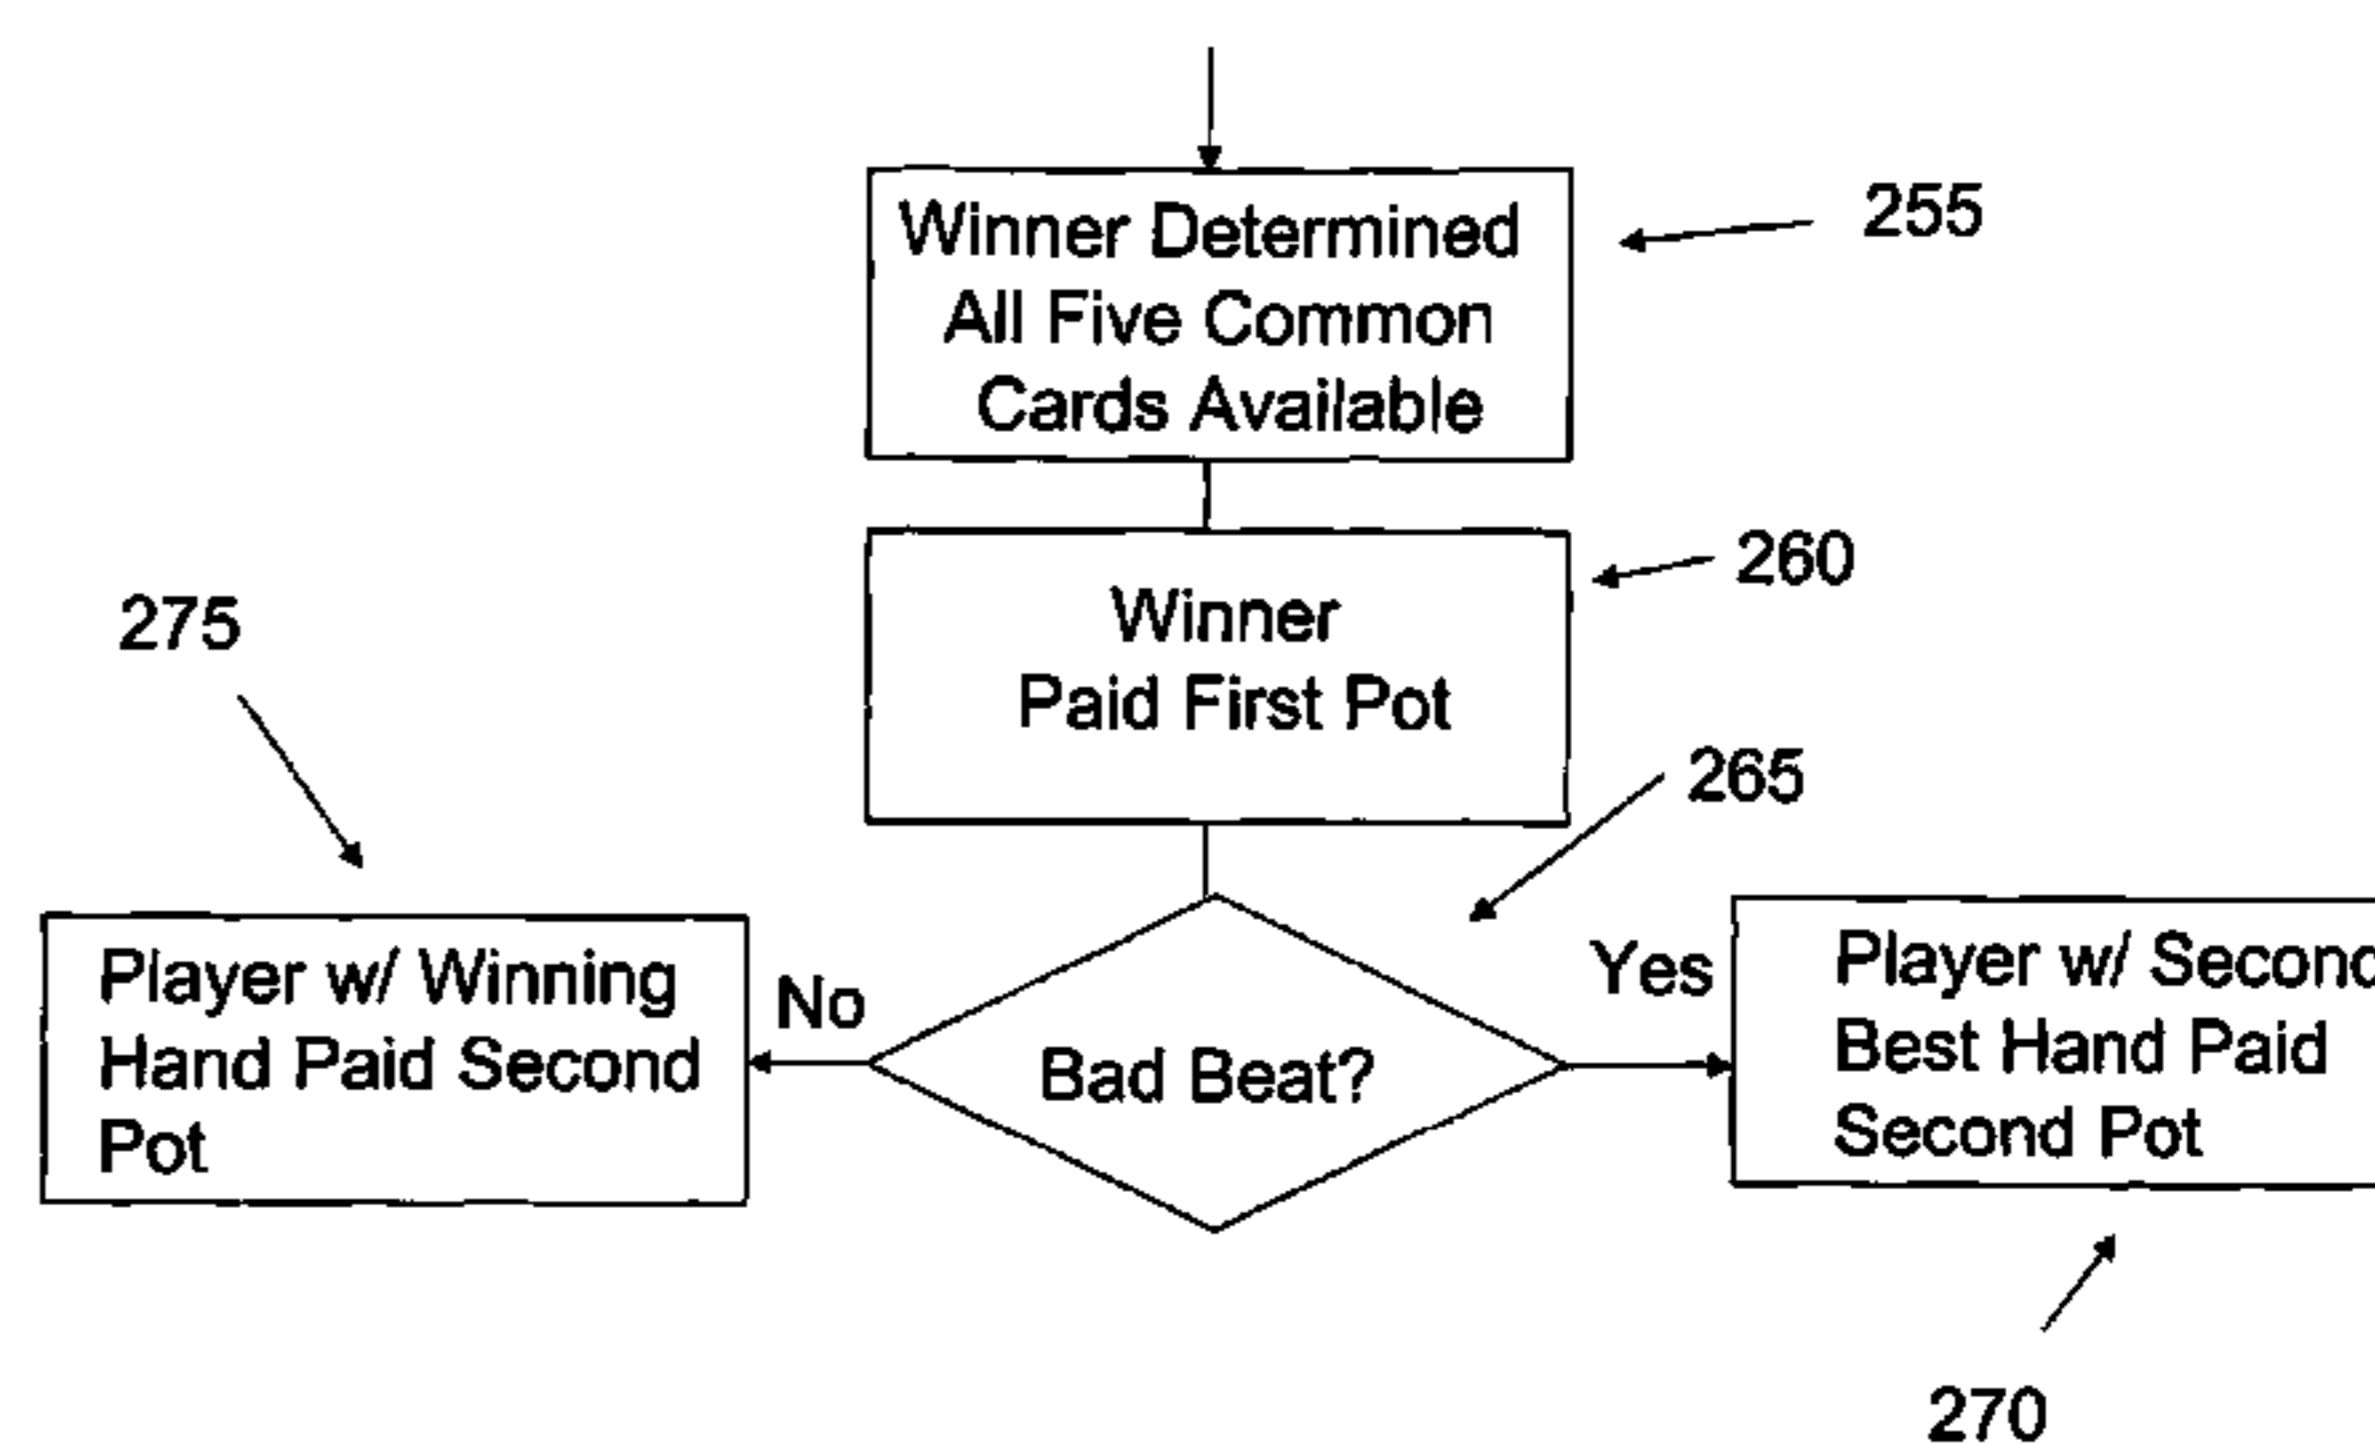 Winner Determined
All Five Common
Cards Available
255
Winner
Paid First Pot
260
275
265
Player w/ Winning
Hand Paid Second
Pot
No
Bad Beat?
Yes
Player w/ Second
Best Hand Paid
Second Pot
270